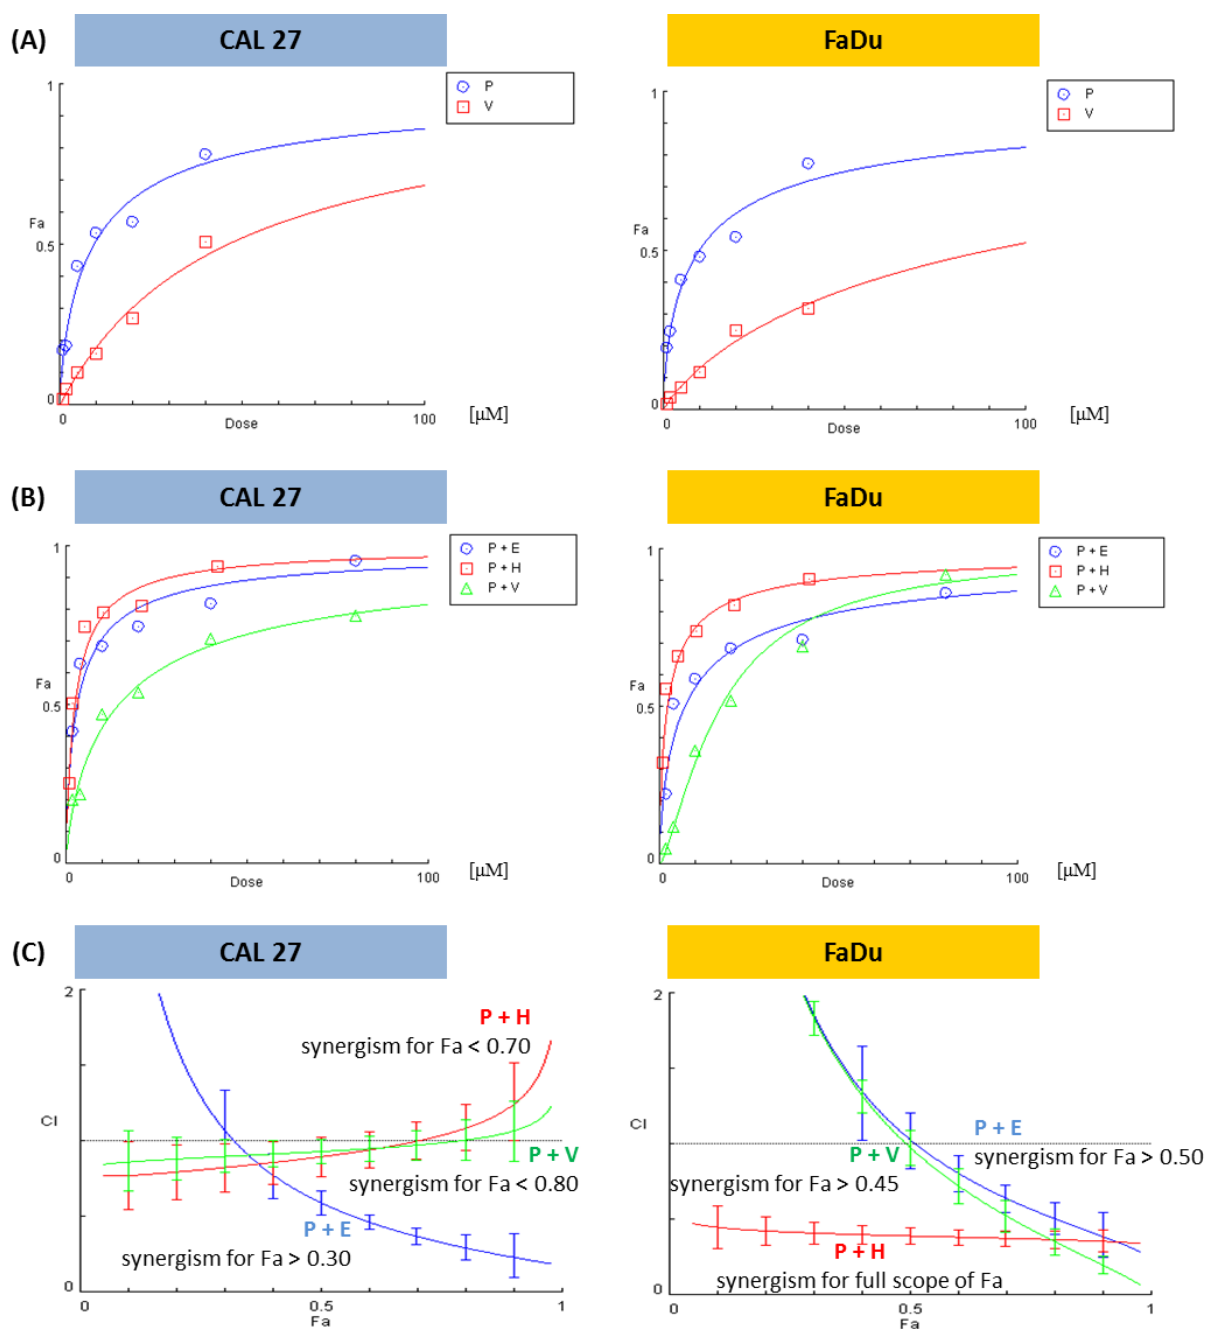 (A)
CAL 27
FaDu
1
P
V
Fa
0.5
0
0
Dose
100
[µM]
1
P
V
Fa
0.5
0
0
Dose
100
[µM]
(B)
CAL 27
FaDu
1
P + E
P + H
P + V
Fa
0.5
0
0
Dose
100
[µM]
1
P + E
P + H
P + V
Fa
0.5
0
0
Dose
100
[µM]
(C)
CAL 27
FaDu
2
P + H
synergism for Fa < 0.70
CI
1
P + V
synergism for Fa < 0.80
P + E
synergism for Fa > 0.30
0
0
0.5
1
Fa
2
1
CI
P + E
synergism for Fa > 0.50
P + V
synergism for Fa > 0.45
P + H
synergism for full scope of Fa
0
0
0.5
1
Fa